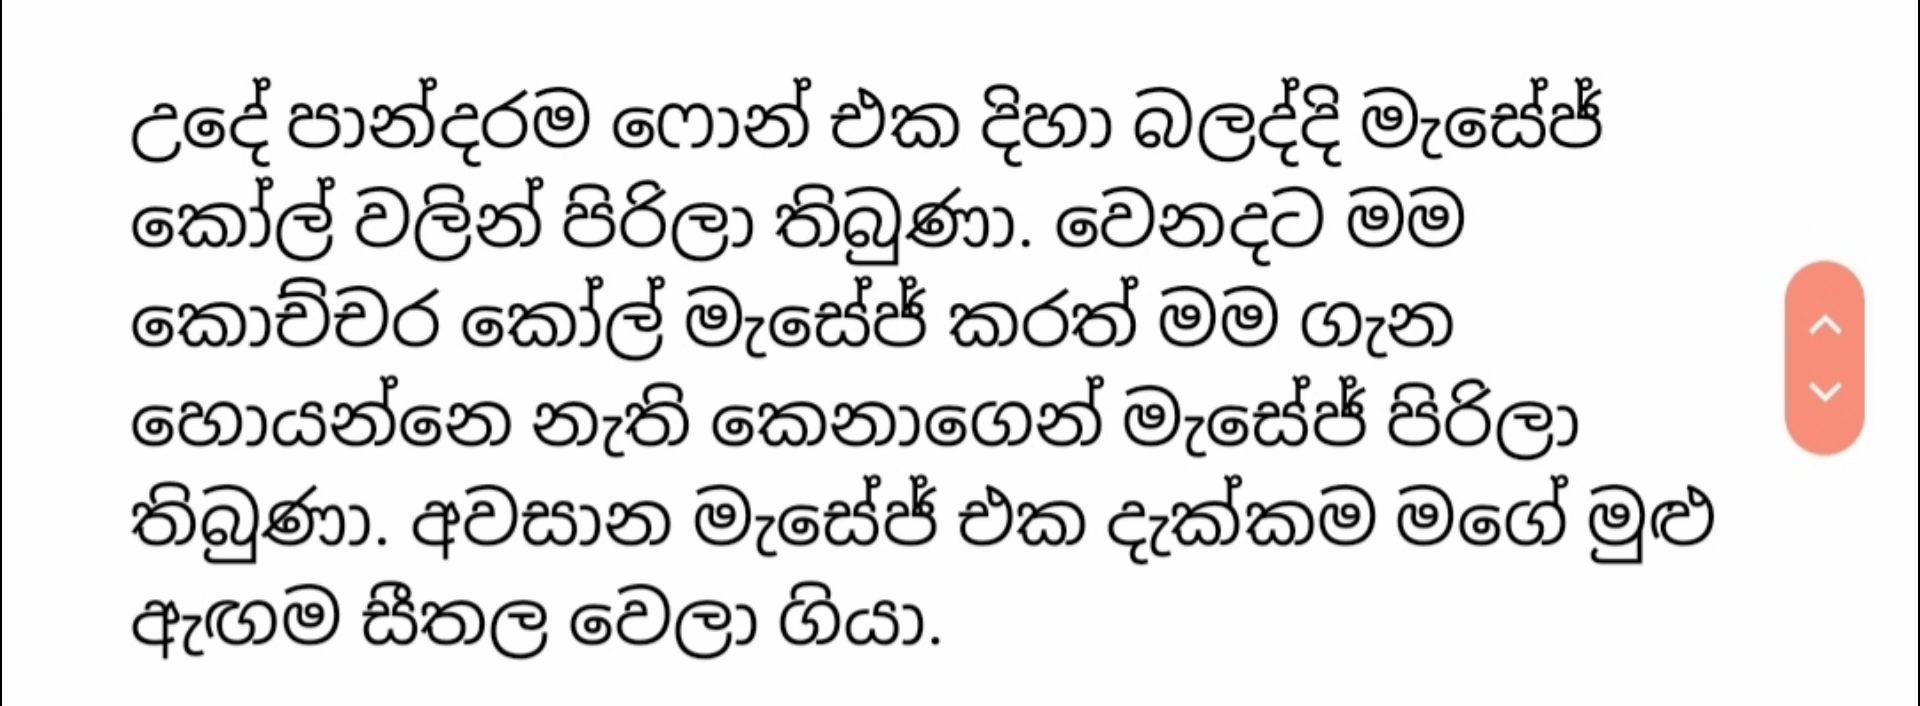 උදේ පාන්දරම ෆොන් එක දිහා බලද්දි මැසේජ්
කෝල් වලින් පිරිලා තිබුණා. වෙනදට මම
කොච්චර කෝල් මැසේජ් කරත් මම ගැන
හොයන්නෙ නැති කෙනාගෙන් මැසේජ් පිරිලා
තිබුණා. අවසාන මැසේජ් එක දැක්කම මගේ මුළු
ඇඟම සීතල වෙලා ගියා.